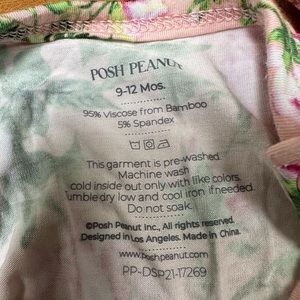 POSH PEANUT
9-12 Mos.
95% Viscose from Bamboo
5% Spandex
This garment is pre-washed.
Machine wash
cold inside out only with like colors.
Tumble dry low and cool iron if needed.
Do not soak.
©Posh Peanut Inc., All rights reserved.
Designed in Los Angeles. Made in China.
www.poshpeanut.com
PP-DSP21-17269